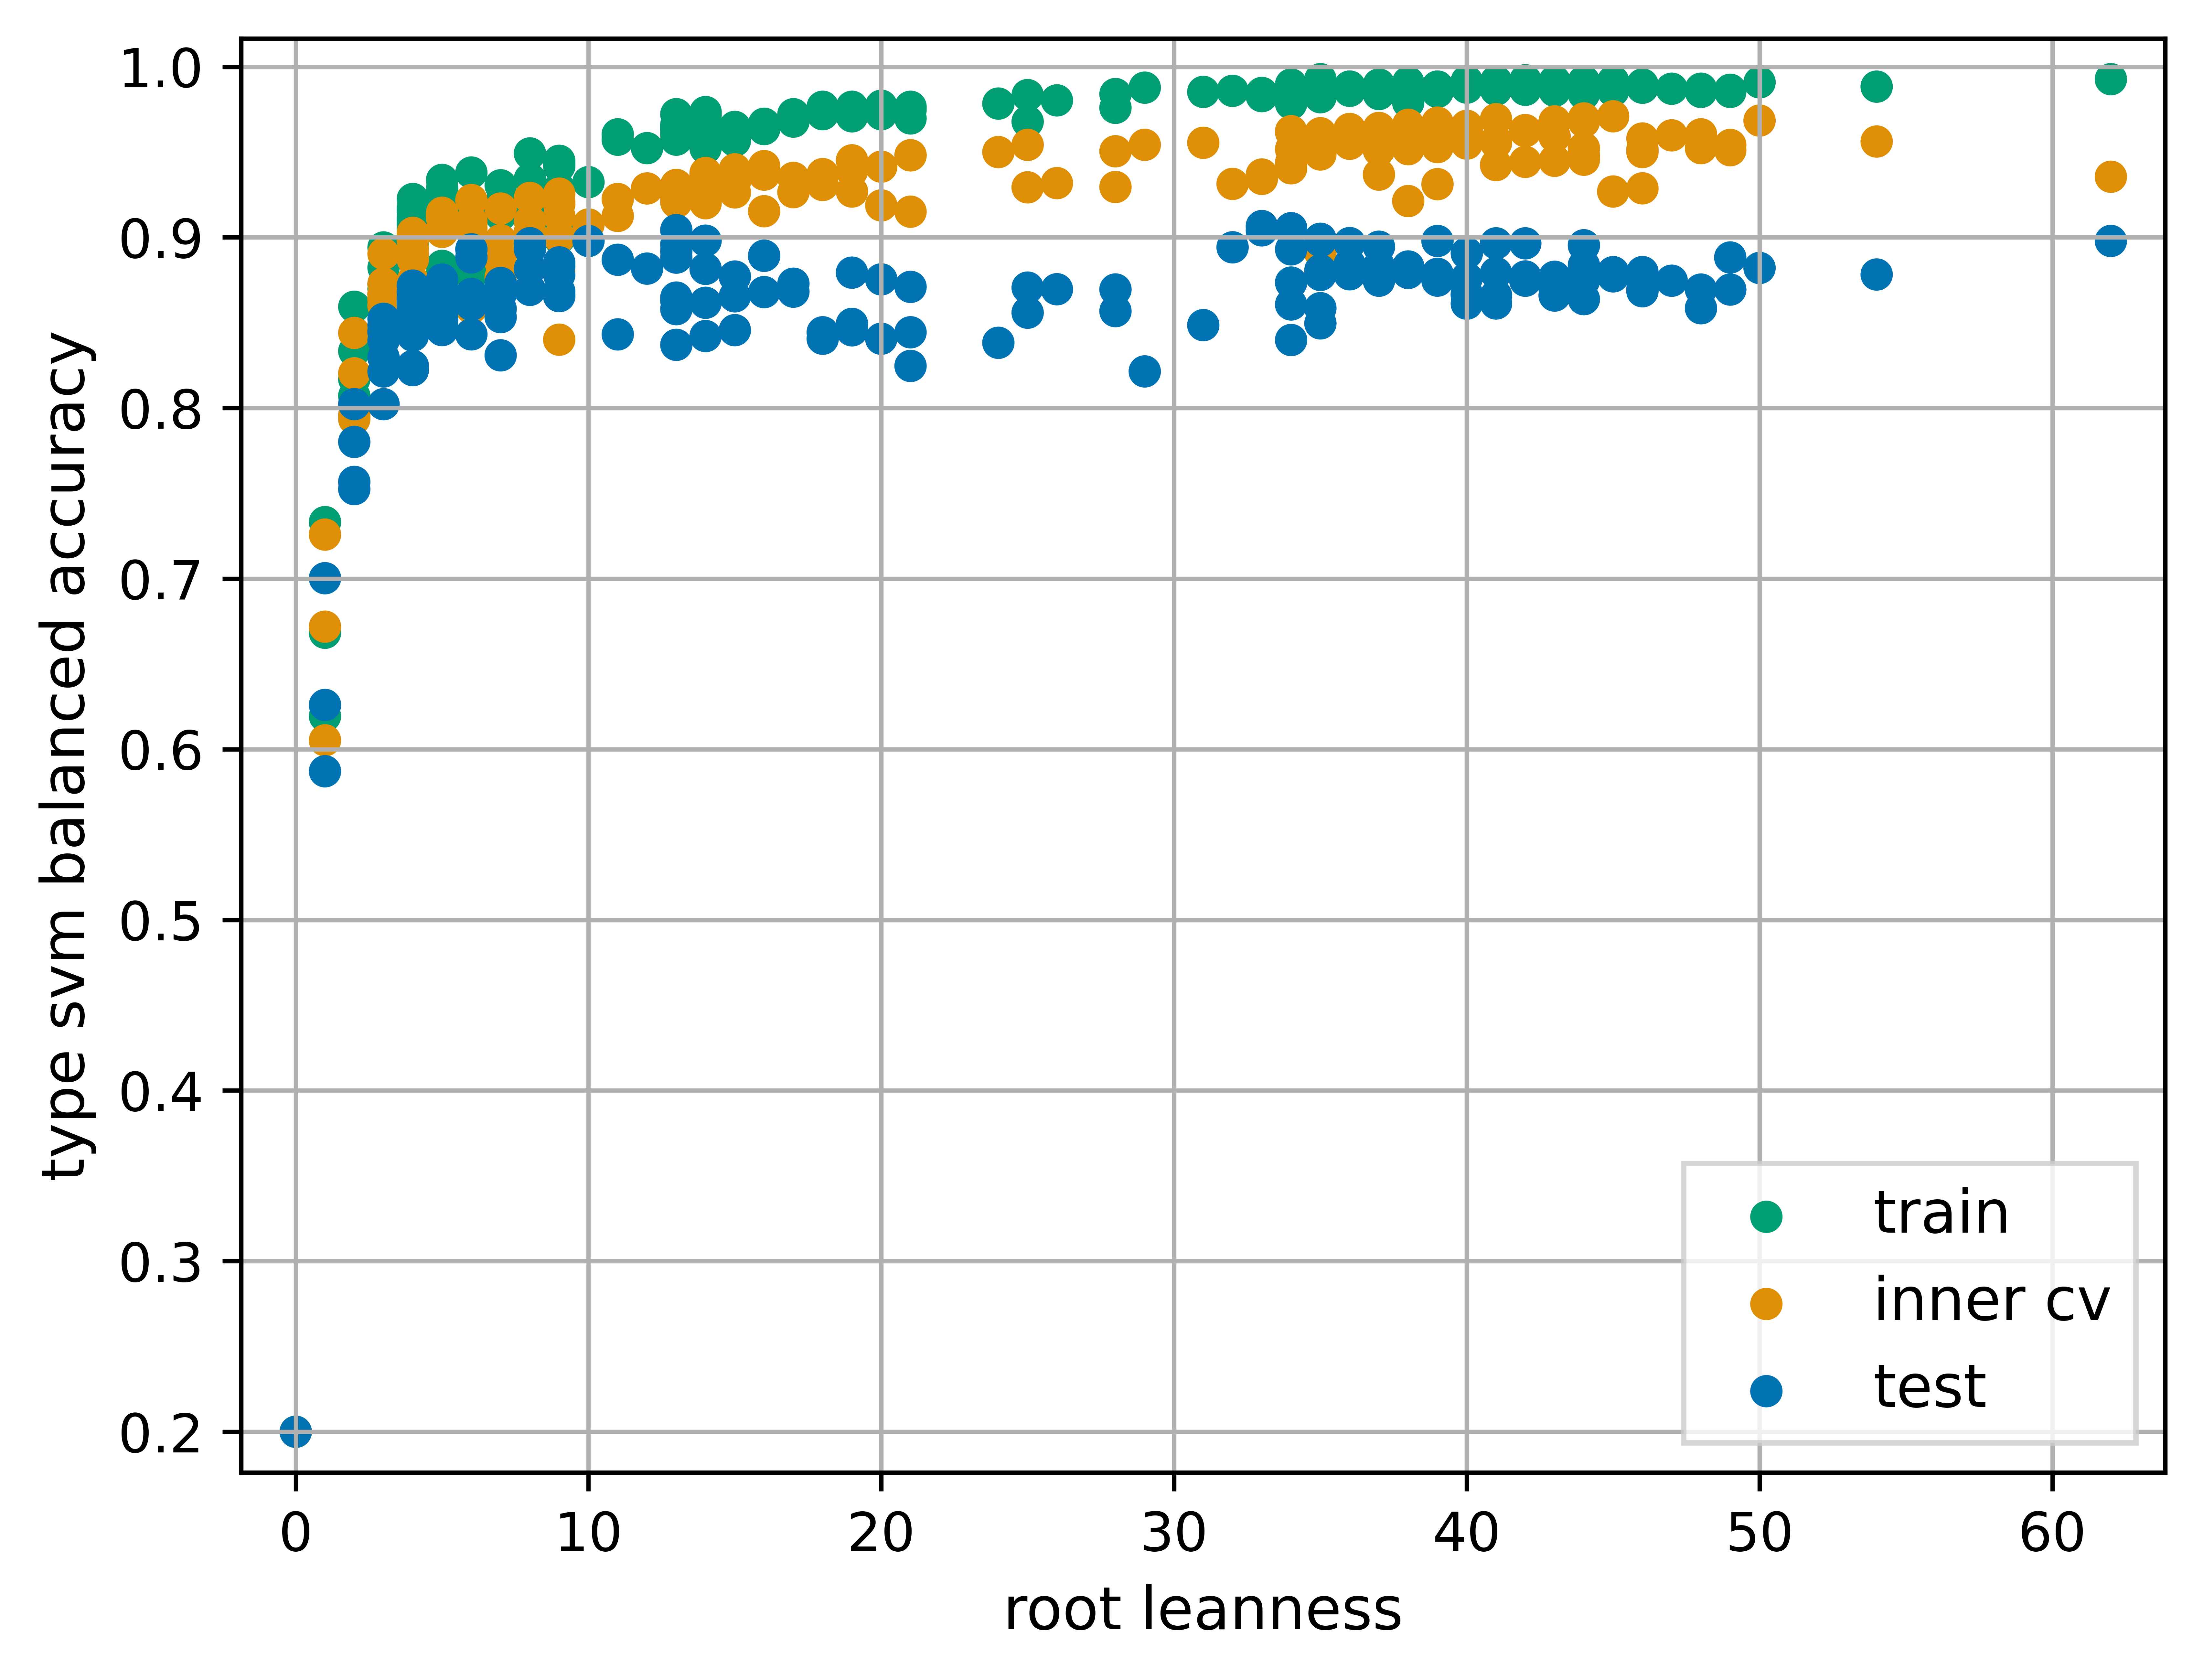 1.0
0.9
0.8
0.7
0.6
0.5
0.4
0.3
0.2
type svm balanced accuracy
train
inner cv
test
0 10 20 30 40 50 60
root leanness